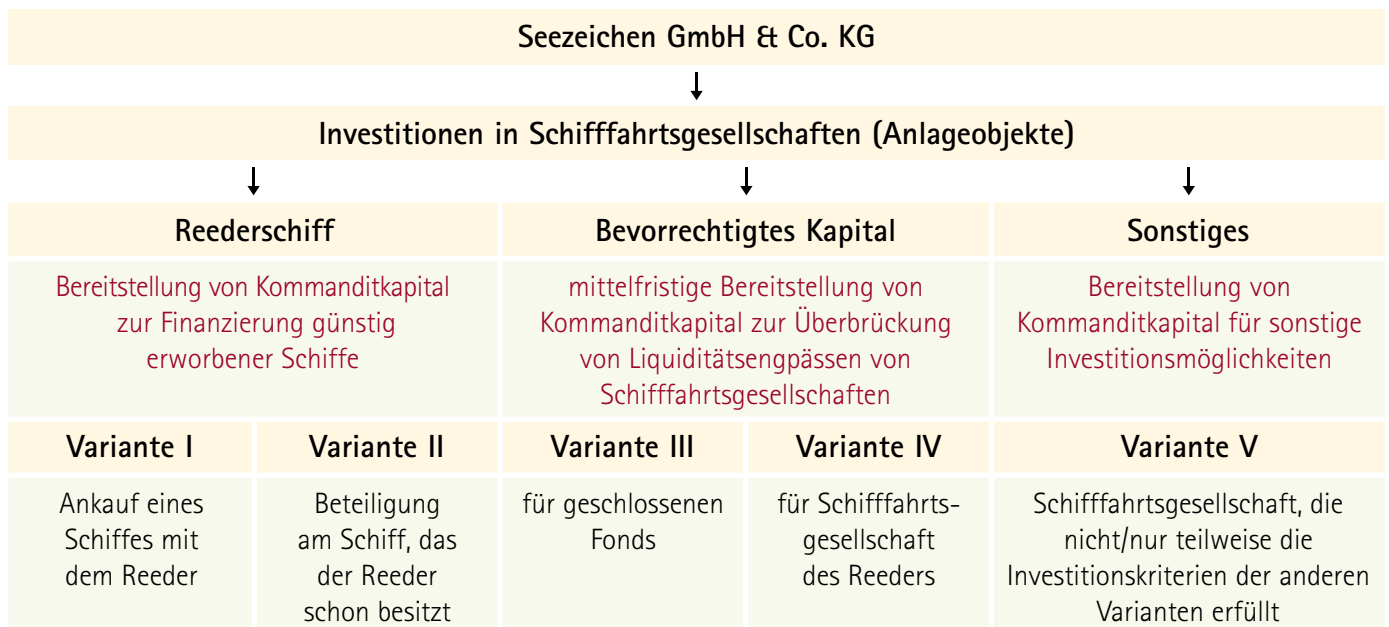 Seezeichen GmbH & Co. KG
Investitionen in Schifffahrtsgesellschaften (Anlageobjekte)
Reederschiff
Bereitstellung von Kommanditkapital
zur Finanzierung günstig
erworbener Schiffe
Bevorrechtigtes Kapital
mittelfristige Bereitstellung von
Kommanditkapital zur Überbrückung
von Liquiditätsengpässen von
Schifffahrtsgesellschaften
Sonstiges
Bereitstellung von
Kommanditkapital für sonstige
Investitionsmöglichkeiten
Variante I
Ankauf eines
Schiffes mit
dem Reeder
Variante II
Beteiligung
am Schiff, das
der Reeder
schon besitzt
Variante III
für geschlossenen
Fonds
Variante IV
für Schifffahrts-
gesellschaft
des Reeders
Variante V
Schifffahrtsgesellschaft, die
nicht/nur teilweise die
Investitionskriterien der anderen
Varianten erfüllt